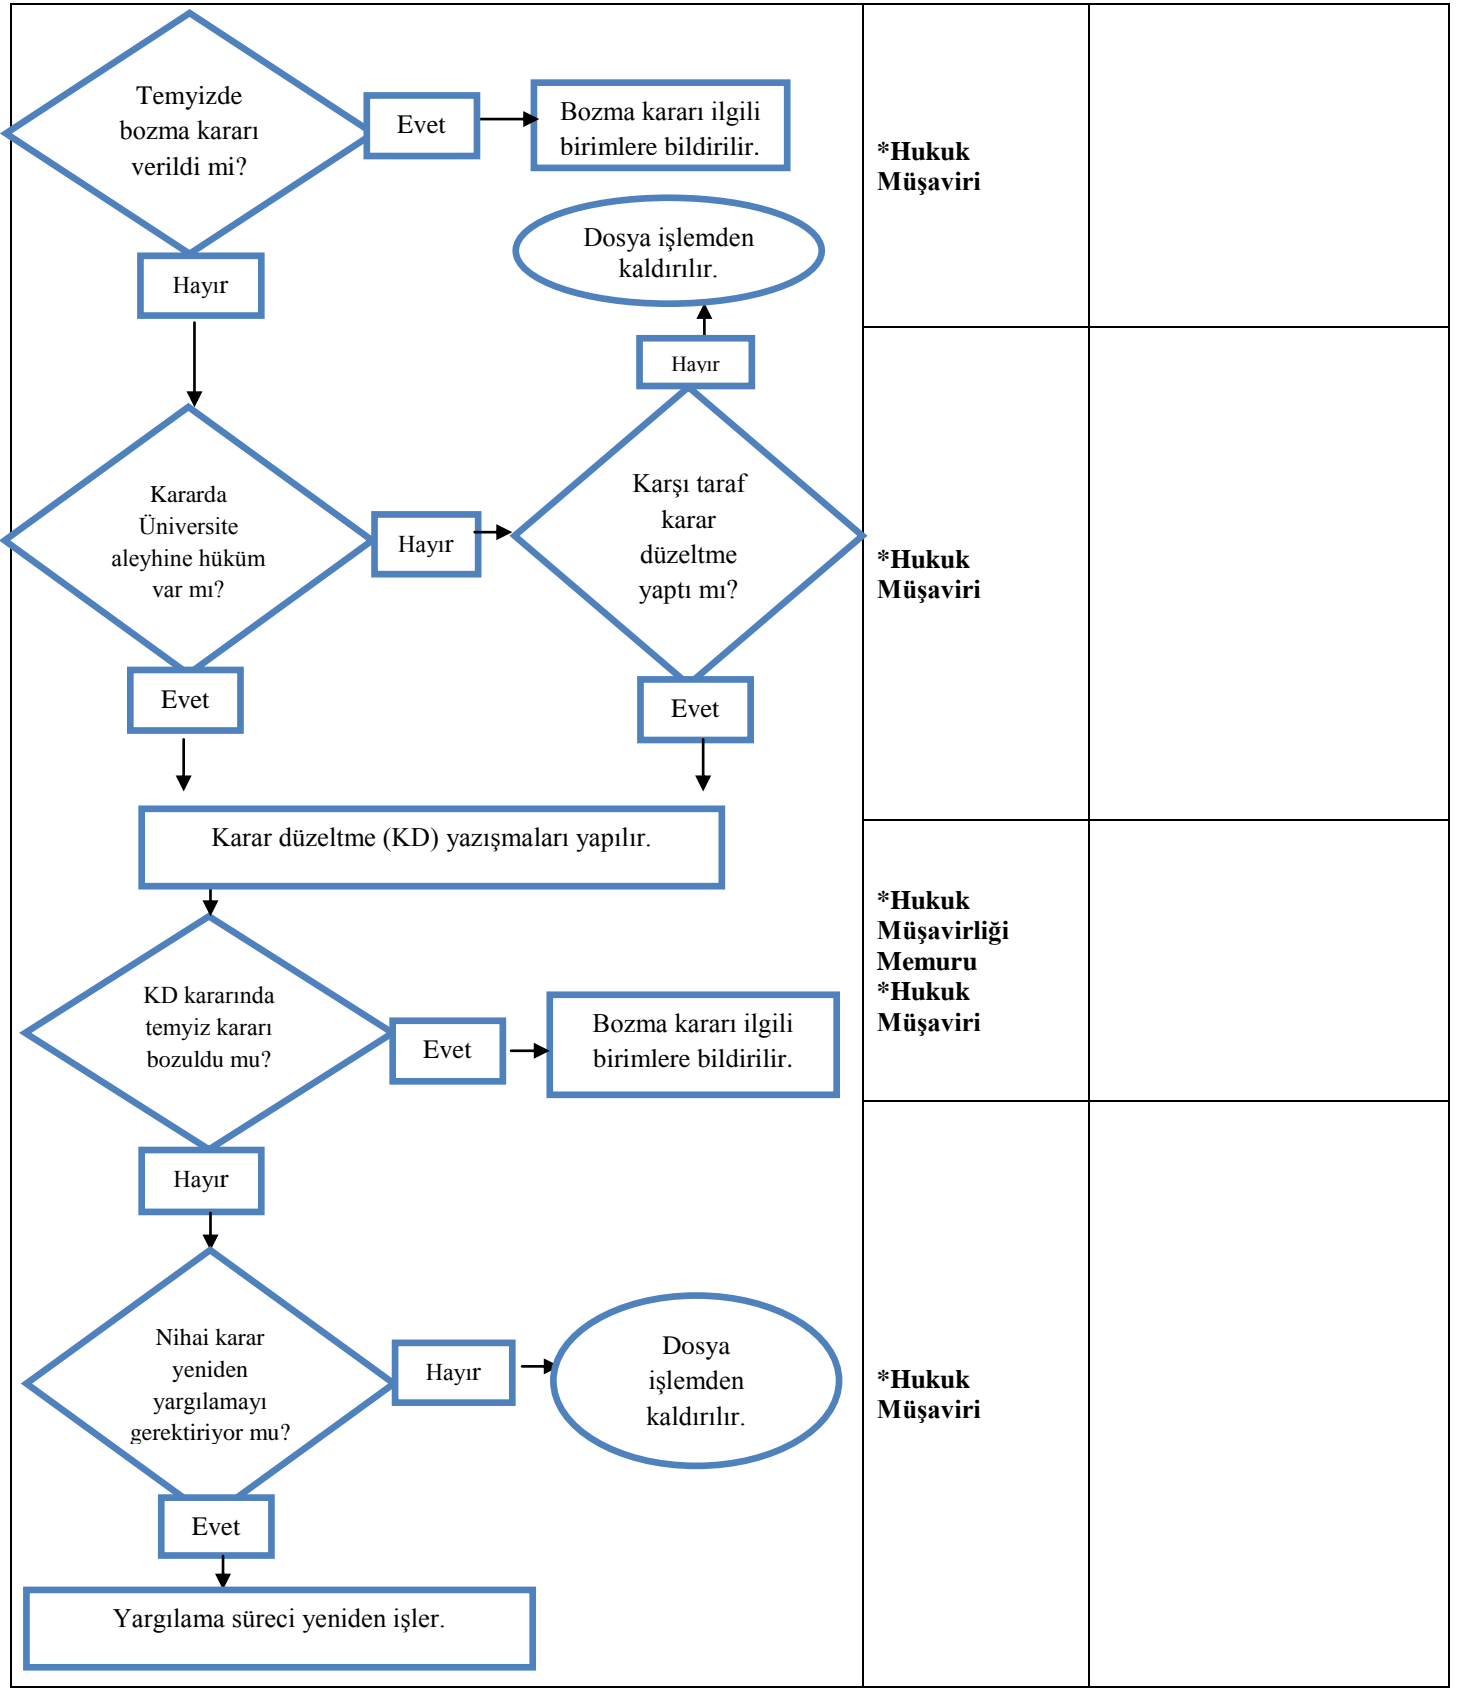 Temyizde
bozma kararı
verildi mi?
Evet
Bozma kararı ilgili
birimlere bildirilir.
*Hukuk
Müşaviri
Hayır
Dosya işlemden
kaldırılır.
Hayır
Kararda
Üniversite
aleyhine hüküm
var mı?
Hayır
Karşı taraf
karar
düzeltme
yaptı mı?
*Hukuk
Müşaviri
Evet
Evet
Karar düzeltme (KD) yazışmaları yapılır.
*Hukuk
Müşavirliği
Memuru
*Hukuk
Müşaviri
KD kararında
temyiz kararı
bozuldu mu?
Evet
Bozma kararı ilgili
birimlere bildirilir.
Hayır
Nihai karar
yeniden
yargılamayı
gerektiriyor mu?
Hayır
Dosya
işlemden
kaldırılır.
*Hukuk
Müşaviri
Evet
Yargılama süreci yeniden işler.